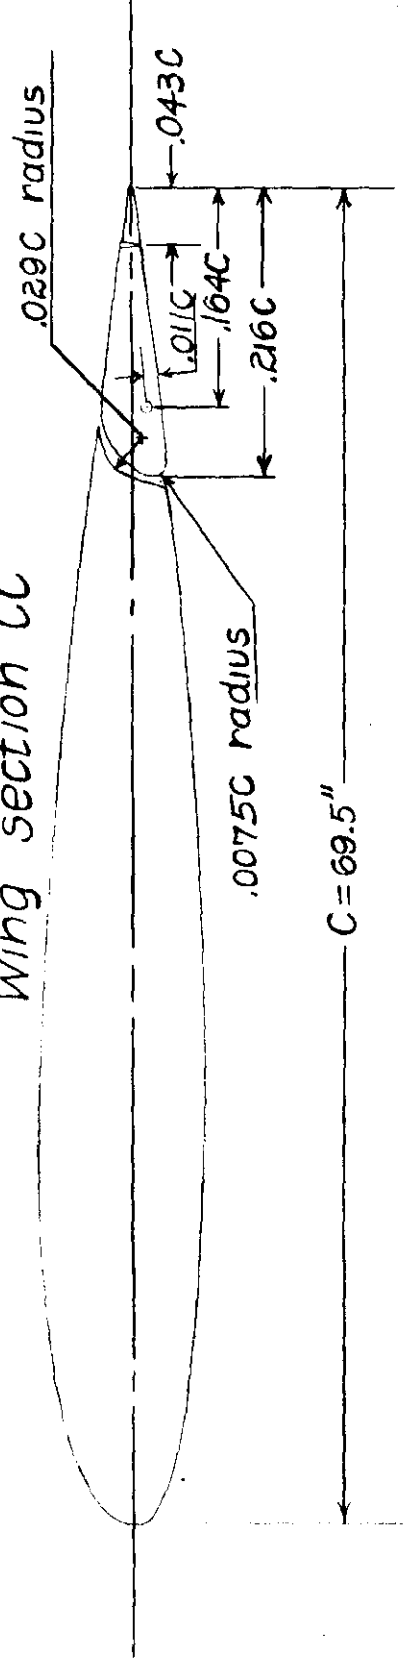 Wing section CC
.029C radius
.043C
.011C
.164C
.216C
.0075C radius
C = 69.5"